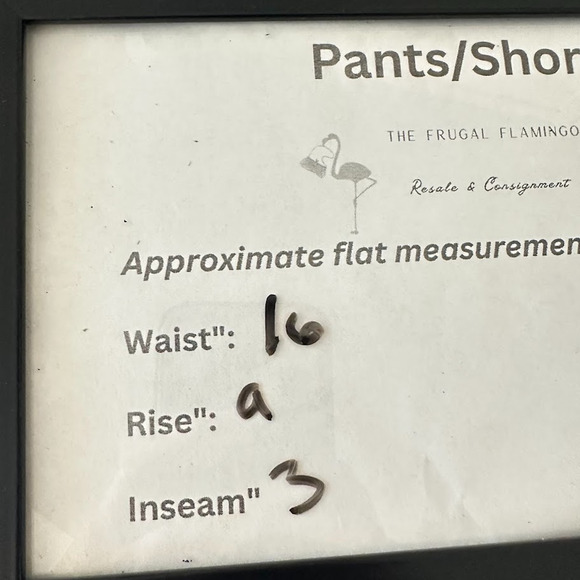 Pants/Shor
THE FRUGAL FLAMINGO
Resale & Consignment
Approximate flat measuremen
Waist": 16
Rise": 9
Inseam" 3